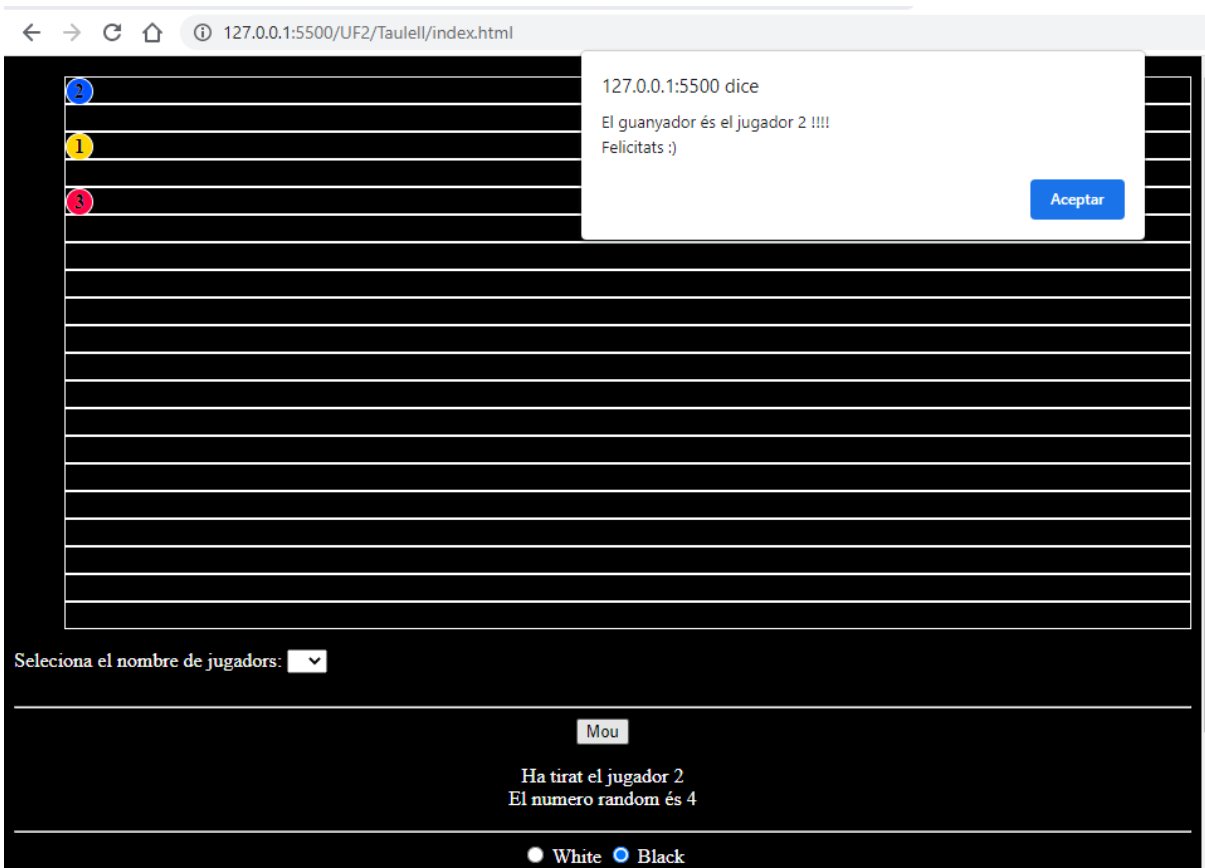 127.0.0.1:5500/UF2/Taulell/index.html
127.0.0.1:5500 dice
El guanyador és el jugador 2 !!!!
Felicitats :)
Aceptar
2
1
3
Seleciona el nombre de jugadors:
Mou
Ha tirat el jugador 2
El numero random és 4
White Black